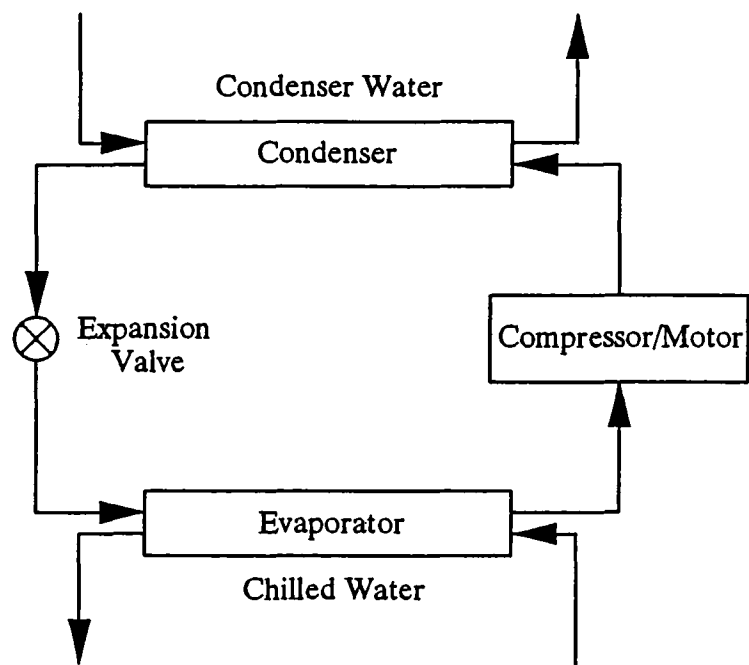 Condenser Water
Condenser
Expansion
Valve
Compressor/Motor
Evaporator
Chilled Water